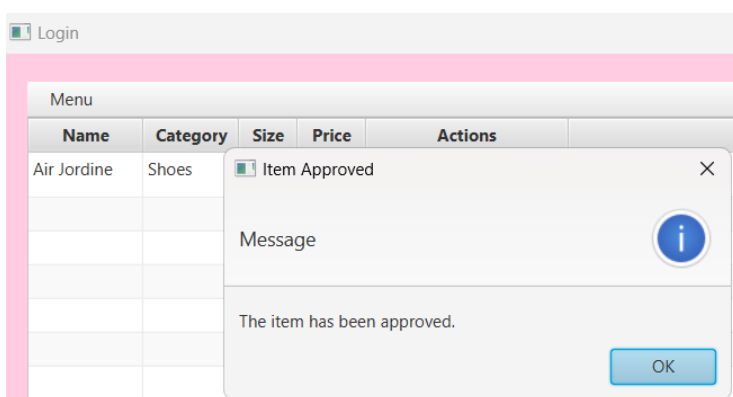 Login
Menu
Name Category Size Price Actions
Air Jordine Shoes
Item Approved
Message
The item has been approved.
OK